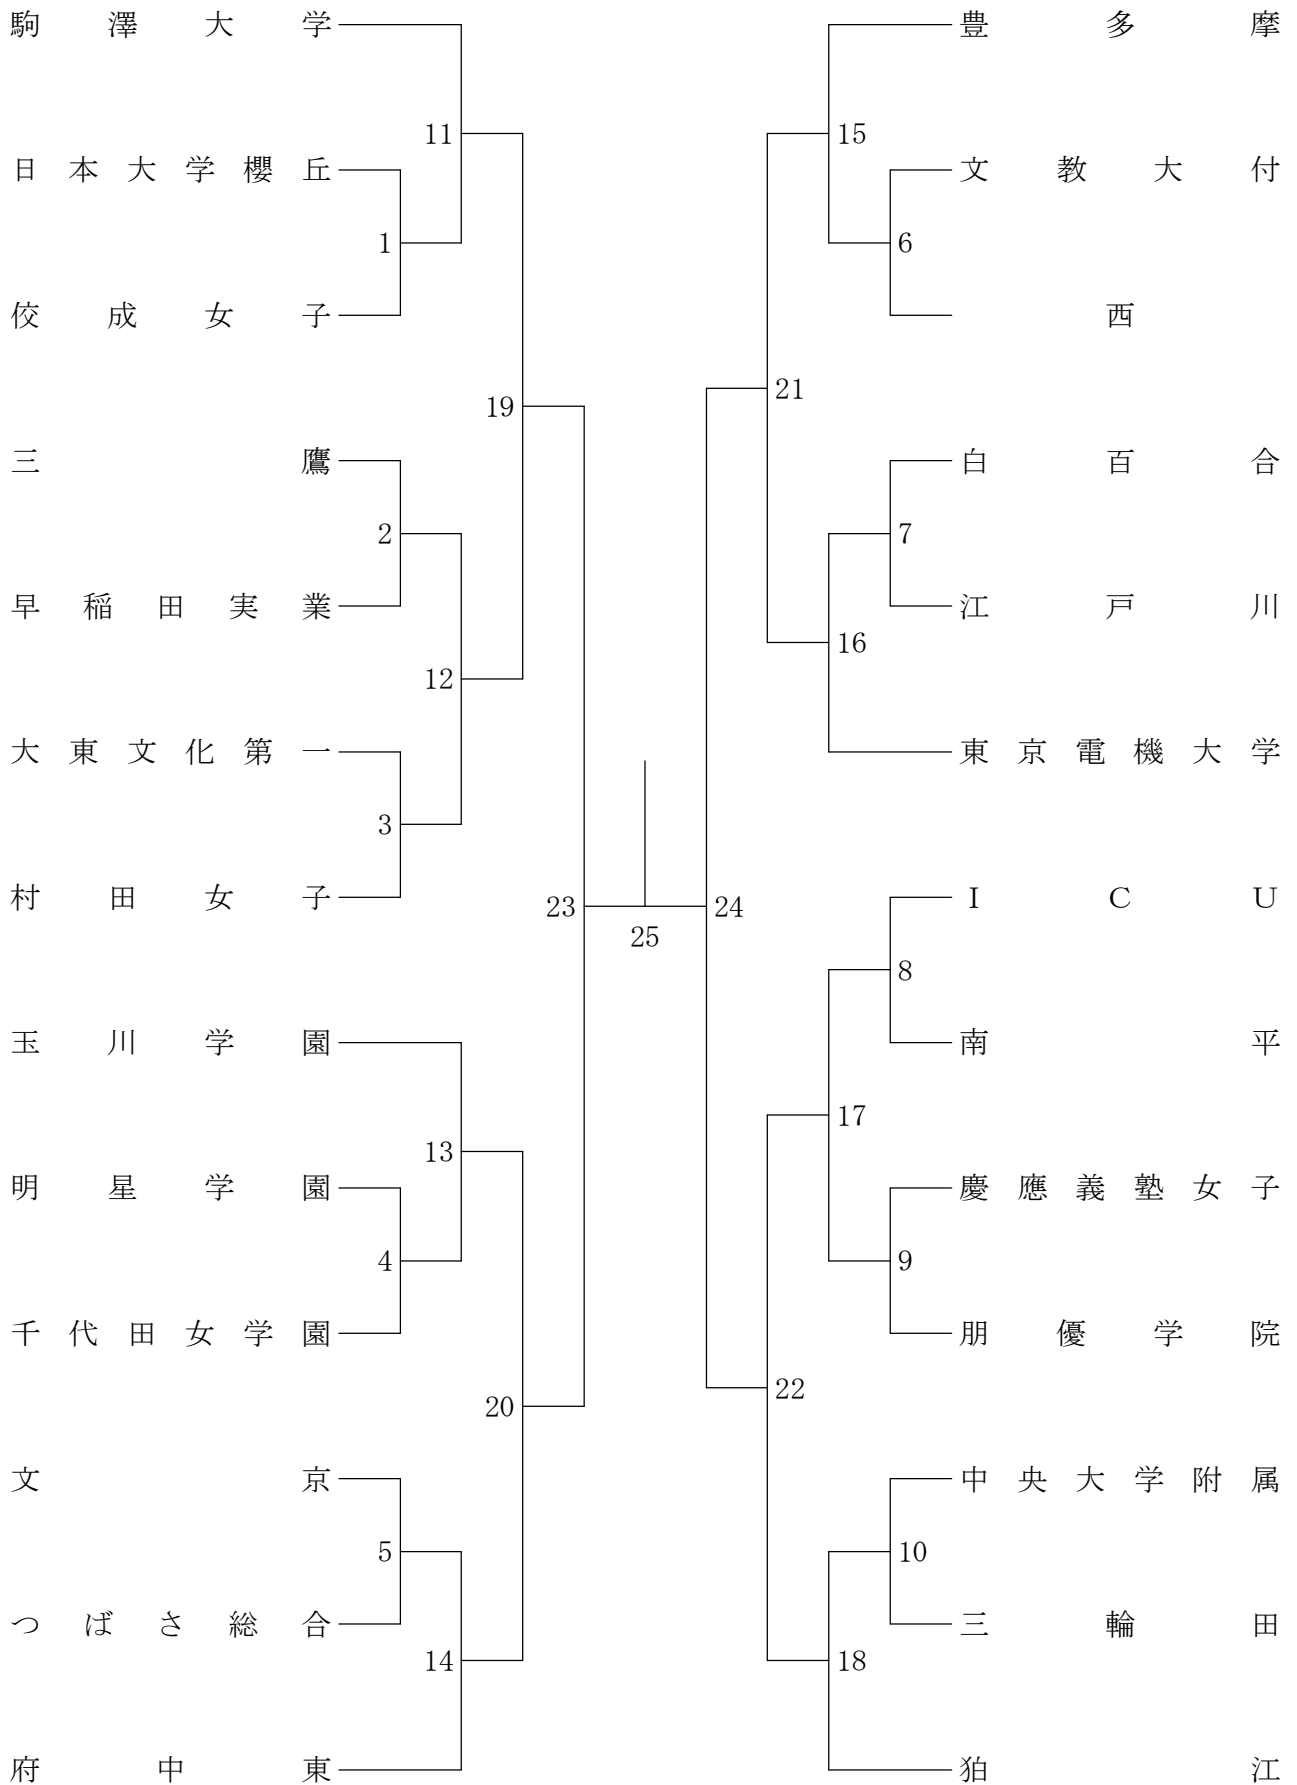 駒澤大学
豊多摩
11
15
日本大学櫻丘
文教大付
1
6
佼成女子
西
21
19
三鷹
白百合
2
7
早稲田実業
江戸川
16
12
大東文化第一
東京電機大学
3
村田女子
ＩＣＵ
23
24
25
8
玉川学園
南平
17
13
明星学園
慶應義塾女子
4
9
千代田女学園
朋優学院
22
20
文京
中央大学附属
5
10
つばさ総合
三輪田
14
18
府中東
狛江